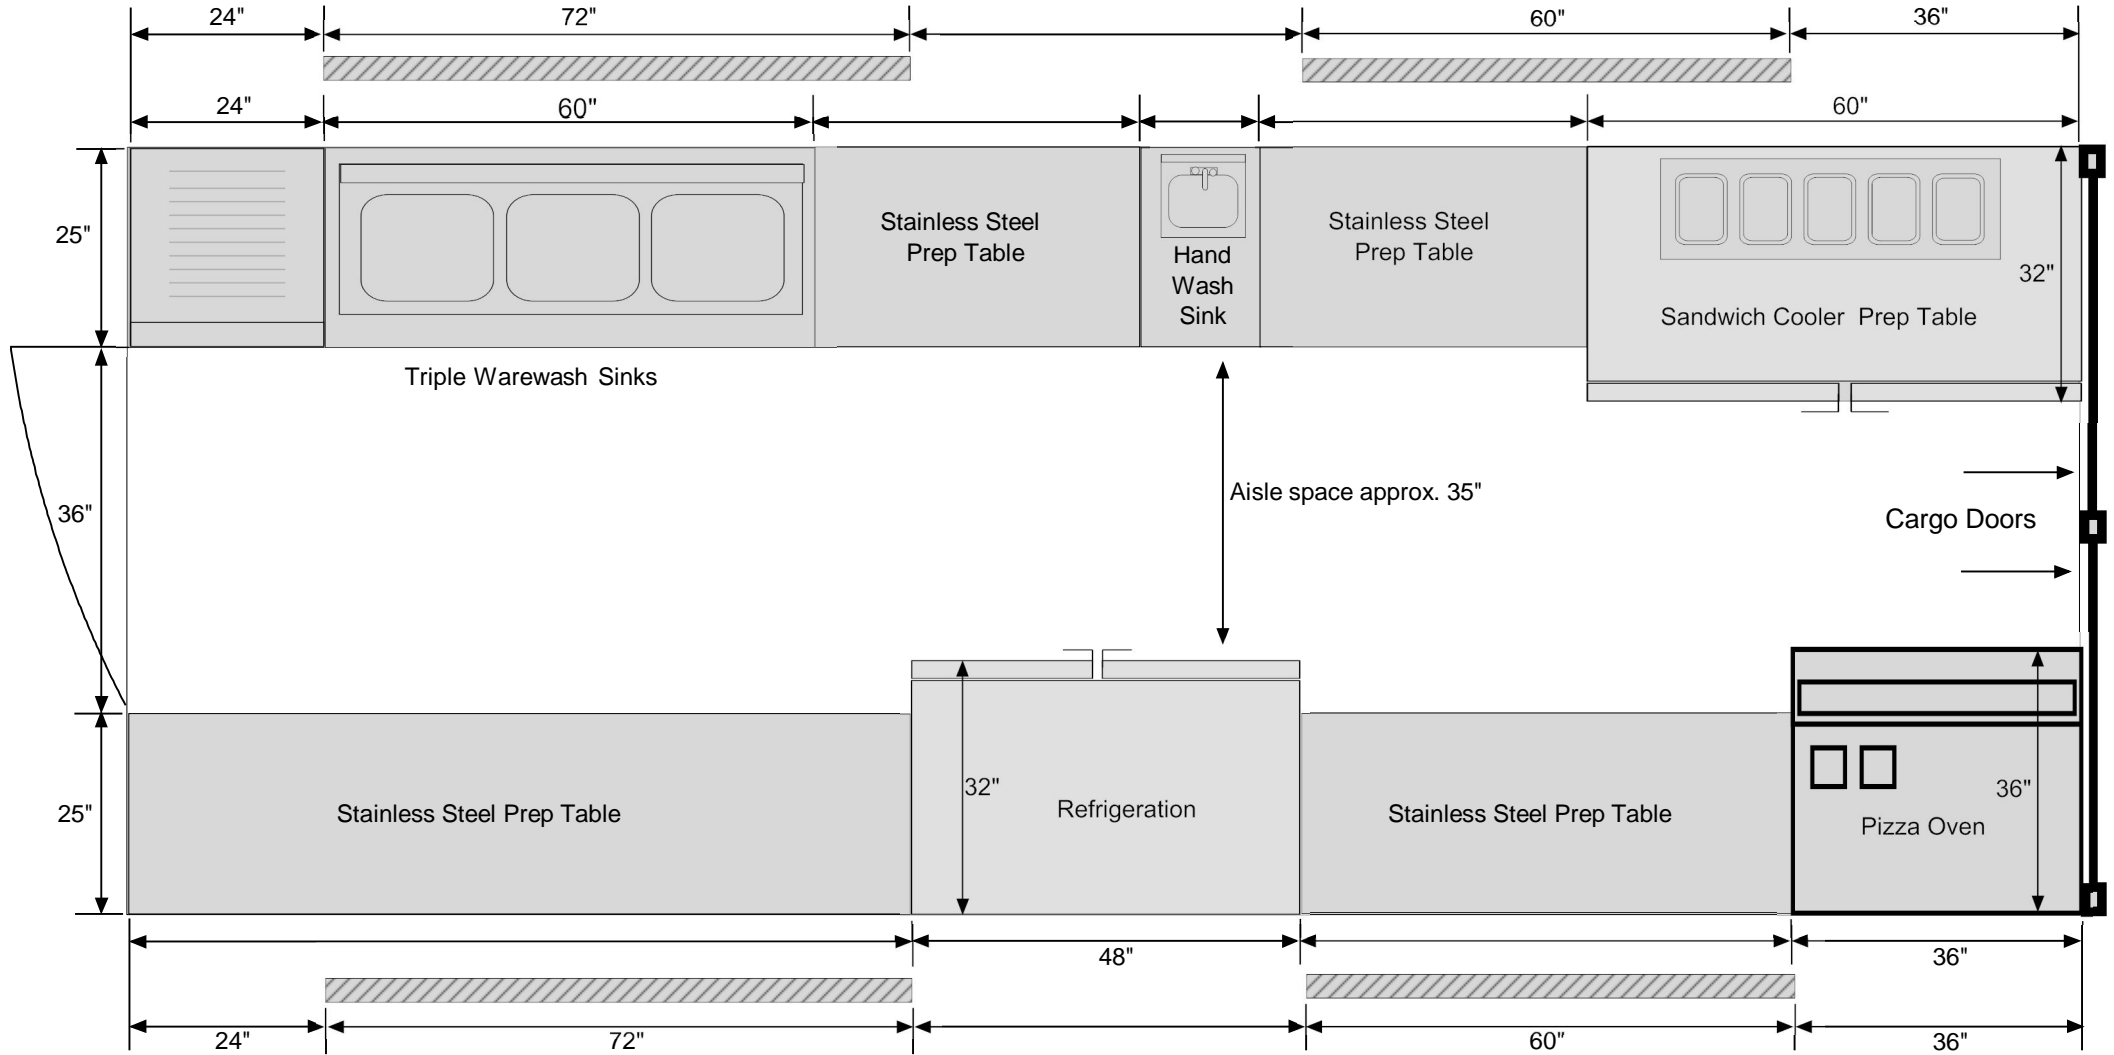 24" 72" 60" 36"
24" 60" 60"
25"
Stainless Steel
Prep Table
Hand
Wash
Sink
Stainless Steel
Prep Table
32"
Sandwich Cooler Prep Table
Triple Warewash Sinks
36"
Aisle space approx. 35"
Cargo Doors
25"
Stainless Steel Prep Table
32"
Refrigeration
Stainless Steel Prep Table
36"
Pizza Oven
48" 36"
24" 72" 60" 36"